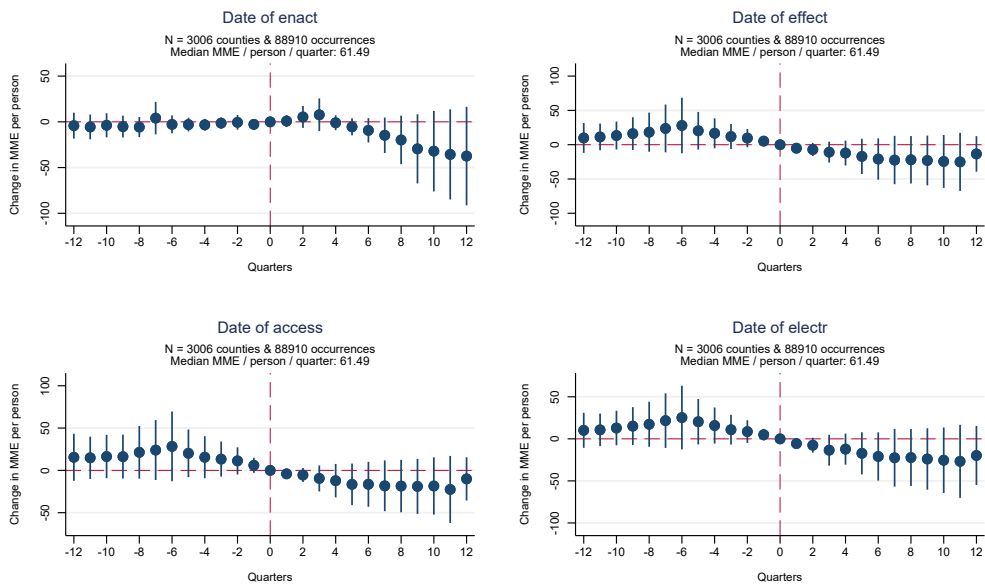 Date of enact
N = 3006 counties & 88910 occurrences
Median MME / person / quarter: 61.49
Change in MME per person
50
0
-50
-100
-12 -10 -8 -6 -4 -2 0 2 4 6 8 10 12
Quarters
Date of effect
N = 3006 counties & 88910 occurrences
Median MME / person / quarter: 61.49
Change in MME per person
100
50
0
-50
-100
-12 -10 -8 -6 -4 -2 0 2 4 6 8 10 12
Quarters
Date of access
N = 3006 counties & 88910 occurrences
Median MME / person / quarter: 61.49
Change in MME per person
100
50
0
-50
-12 -10 -8 -6 -4 -2 0 2 4 6 8 10 12
Quarters
Date of electr
N = 3006 counties & 88910 occurrences
Median MME / person / quarter: 61.49
Change in MME per person
50
0
-50
-100
-12 -10 -8 -6 -4 -2 0 2 4 6 8 10 12
Quarters